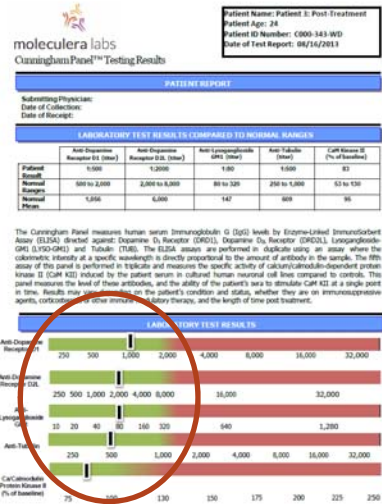 moleculera labs
Cunningham Panel™ Testing Results
Patient Name: Patient 3: Post-Treatment
Patient Age: 24
Patient ID Number: C000-343-WD
Date of Test Report: 08/16/2013
PATIENT REPORT
Submitting Physician:
Date of Collection:
Date of Receipt:
LABORATORY TEST RESULTS COMPARED TO NORMAL RANGES
Anti-Dopamine Receptor D1 (titer) Anti-Dopamine Receptor D2L (titer) Anti-Lysoganglioside GM1 (titer) Anti-Tubulin (titer) CaM Kinase II (% of baseline)
Patient Result 1:500 1:2000 1:80 1:500 83
Normal Ranges 500 to 2,000 2,000 to 8,000 80 to 320 250 to 1,000 53 to 130
Normal Mean 1,056 6,000 147 609 95
The Cunningham Panel measures human serum Immunoglobulin G (IgG) levels by Enzyme-Linked ImmunoSorbent
Assay (ELISA) directed against: Dopamine D1 Receptor (DRD1), Dopamine D2L Receptor (DRD2L), Lysoganglioside-
GM1 (LYSO-GM1) and Tubulin (TUB). The ELISA assays are performed in duplicate using an assay where the
colorimetric intensity at a specific wavelength is directly proportional to the amount of antibody in the sample. The fifth
assay of this panel is performed in triplicate and measures the specific activity of calcium/calmodulin-dependent protein
kinase II (CaM KII) induced by the patient serum in cultured human neuronal cell lines compared to controls. This
panel measures the level of these antibodies, and the ability of the patient's sera to stimulate CaM KII at a single point
in time. Results may vary depending on the patient's condition and status, whether they are on immunosuppressive
agents, corticosteroids or other immune modulatory therapy, and the length of time post treatment.
LABORATORY TEST RESULTS
Anti-Dopamine
Receptor D1
250 500 1,000 2,000 4,000 8,000 16,000 32,000
Anti-Dopamine
Receptor D2L
250 500 1,000 2,000 4,000 8,000 16,000 32,000
Anti-
Lysoganglioside
GM1
10 20 40 80 160 320 640 1,280
Anti-Tubulin
250 500 1,000 2,000 4,000 8,000 16,000 32,000
Ca/Calmodulin
Protein Kinase II
(% of baseline)
75 100 130 150 175 200 225 250